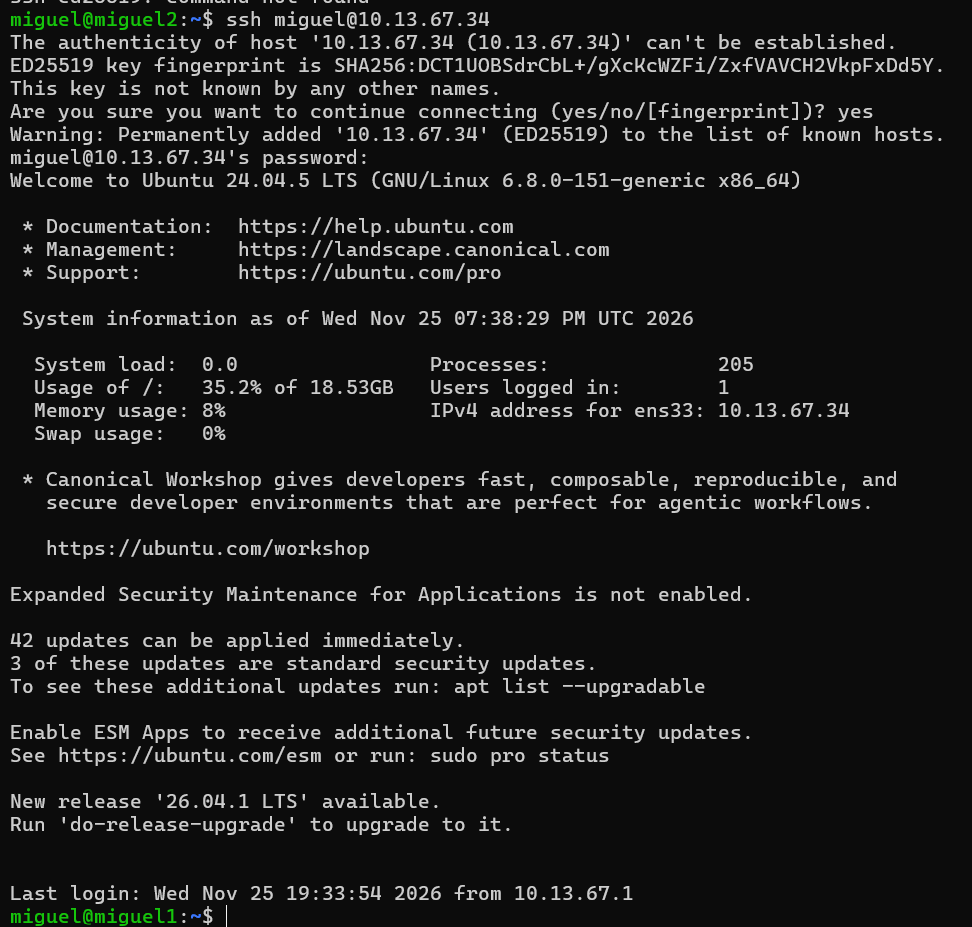 miguel@miguel2:~$ ssh miguel@10.13.67.34
The authenticity of host '10.13.67.34 (10.13.67.34)' can't be established.
ED25519 key fingerprint is SHA256:DCT1UOBSdrCbL+/gXcKcWZFi/ZxfVAVCH2VkpFxDd5Y.
This key is not known by any other names.
Are you sure you want to continue connecting (yes/no/[fingerprint])? yes
Warning: Permanently added '10.13.67.34' (ED25519) to the list of known hosts.
miguel@10.13.67.34's password:
Welcome to Ubuntu 24.04.5 LTS (GNU/Linux 6.8.0-151-generic x86_64)

 * Documentation:  https://help.ubuntu.com
 * Management:     https://landscape.canonical.com
 * Support:        https://ubuntu.com/pro

 System information as of Wed Nov 25 07:38:29 PM UTC 2026

  System load:  0.0                Processes:              205
  Usage of /:   35.2% of 18.53GB   Users logged in:        1
  Memory usage: 8%                 IPv4 address for ens33: 10.13.67.34
  Swap usage:   0%

 * Canonical Workshop gives developers fast, composable, reproducible, and
   secure developer environments that are perfect for agentic workflows.

   https://ubuntu.com/workshop

Expanded Security Maintenance for Applications is not enabled.

42 updates can be applied immediately.
3 of these updates are standard security updates.
To see these additional updates run: apt list --upgradable

Enable ESM Apps to receive additional future security updates.
See https://ubuntu.com/esm or run: sudo pro status

New release '26.04.1 LTS' available.
Run 'do-release-upgrade' to upgrade to it.


Last login: Wed Nov 25 19:33:54 2026 from 10.13.67.1
miguel@miguel1:~$